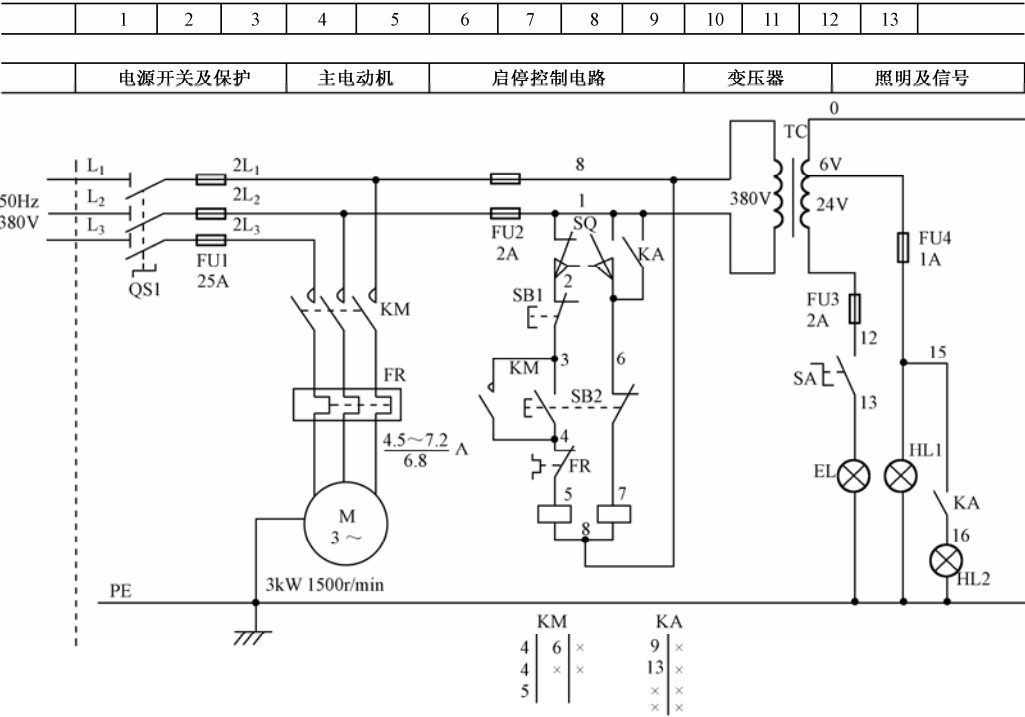 1 2 3 4 5 6 7 8 9 10 11 12 13
电源开关及保护 主电动机 启停控制电路 变压器 照明及信号
0
TC
L1 2L1 8 6V
L2 2L2 1 380V 24V
50Hz
380V
L3 2L3 FU2 SQ KA FU4
FU1 2A 1A
QS1 25A 2
SB1 FU3
KM 2A
12
KM 3 6 15
FR SA
SB2 13
4.5～7.2 A
6.8
4
FR EL HL1
M 5 7 KA
3～ 8 16
3kW 1500r/min HL2
PE
KM KA
4 6 × 9 ×
4 × × 13 ×
5 × ×
× ×